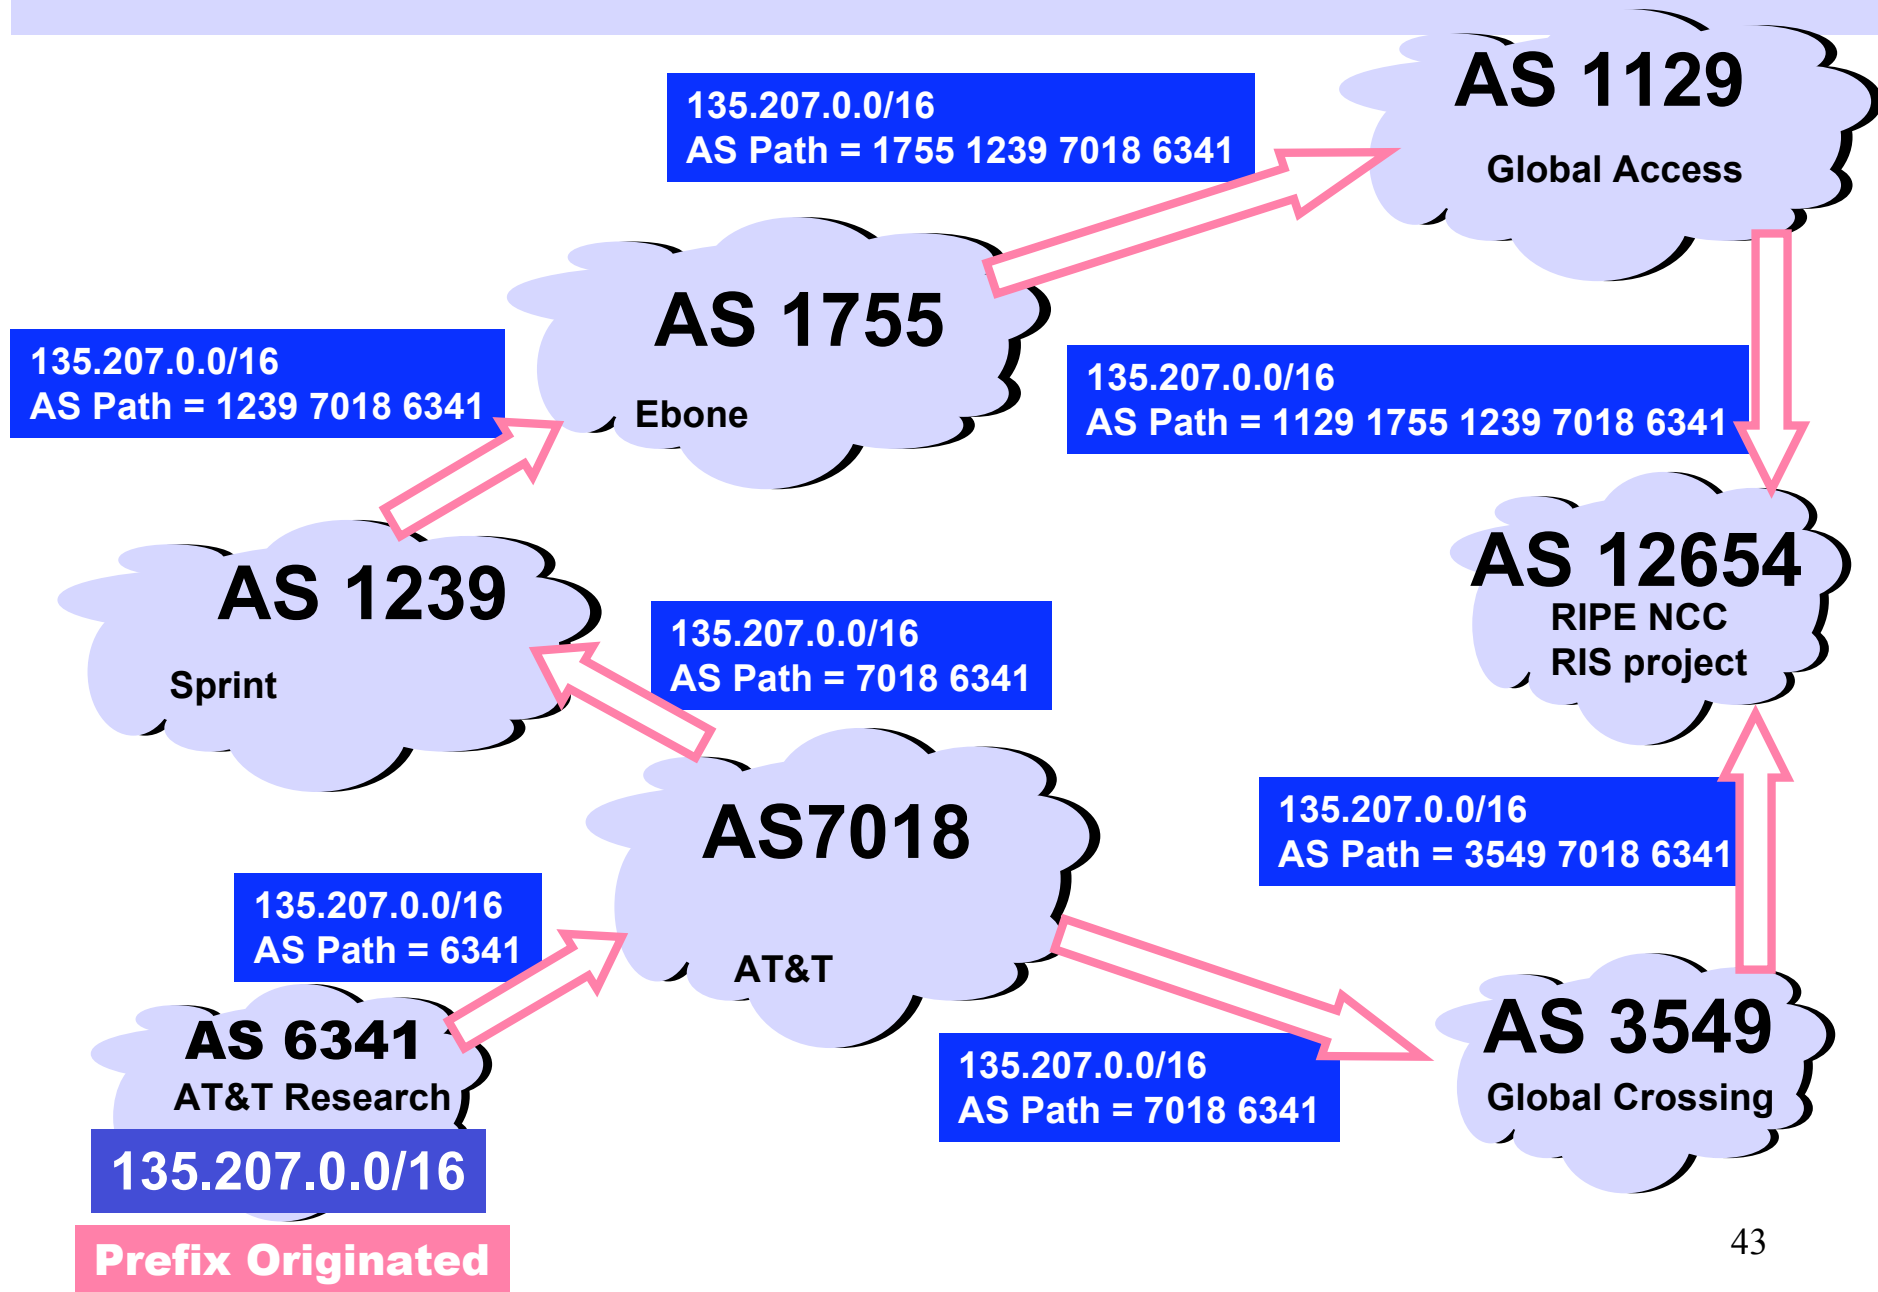 AS 1129
Global Access
135.207.0.0/16
AS Path = 1755 1239 7018 6341
AS 1755
Ebone
135.207.0.0/16
AS Path = 1239 7018 6341
135.207.0.0/16
AS Path = 1129 1755 1239 7018 6341
AS 12654
RIPE NCC
RIS project
AS 1239
Sprint
135.207.0.0/16
AS Path = 7018 6341
AS7018
AT&T
135.207.0.0/16
AS Path = 3549 7018 6341
135.207.0.0/16
AS Path = 6341
AS 6341
AT&T Research
135.207.0.0/16
Prefix Originated
135.207.0.0/16
AS Path = 7018 6341
AS 3549
Global Crossing
43